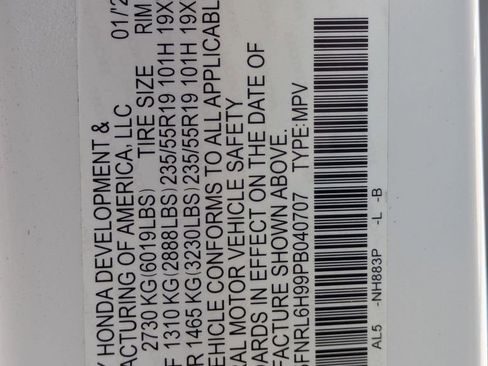 Y HONDA DEVELOPMENT & 01/'2
ACTURING OF AMERICA, LLC
2730 KG(6019LBS) TIRE SIZE RIM
F 1310 KG(2888LBS)235/55R19 101H 19X
R 1465 KG(3230LBS)235/55R19 101H 19X
VEHICLE CONFORMS TO ALL APPLICABL
RAL MOTOR VEHICLE SAFETY
DARDS IN EFFECT ON THE DATE OF
FACTURE SHOWN ABOVE.
5FNRL6H99PB040707 TYPE:MPV
AL5 -NH883P -L -B